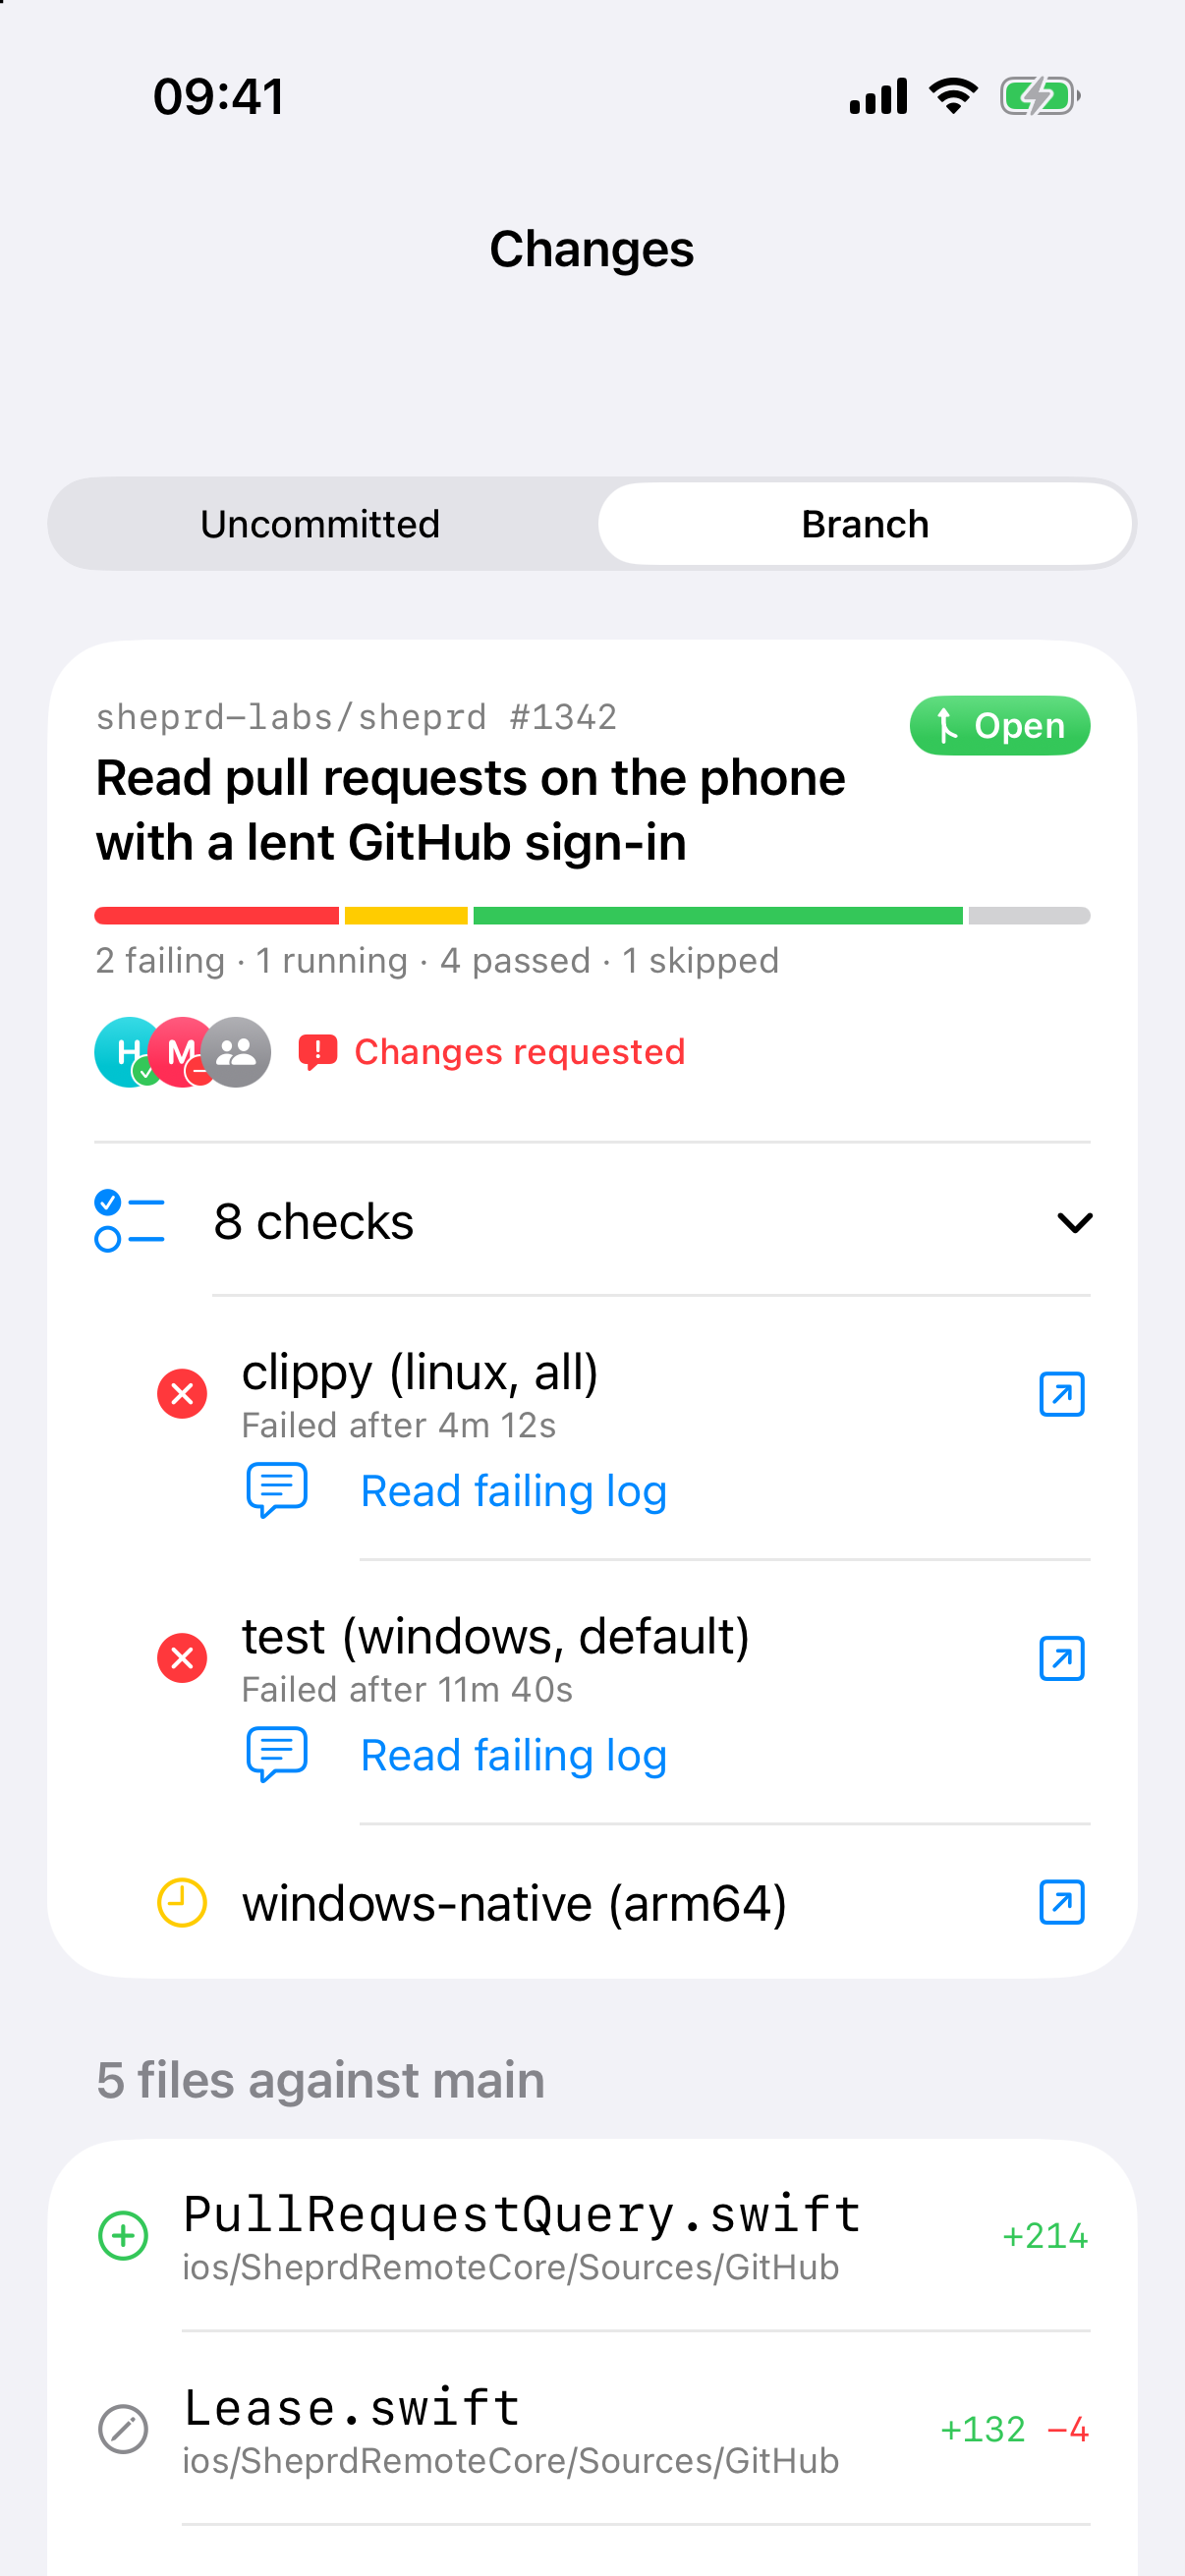 09:41
Changes
Uncommitted
Branch
sheprd-labs/sheprd #1342
Open
Read pull requests on the phone
with a lent GitHub sign-in
2 failing · 1 running · 4 passed · 1 skipped
H
M
Changes requested
8 checks
clippy (linux, all)
Failed after 4m 12s
Read failing log
test (windows, default)
Failed after 11m 40s
Read failing log
windows-native (arm64)
5 files against main
PullRequestQuery.swift
+214
ios/SheprdRemoteCore/Sources/GitHub
Lease.swift
+132 −4
ios/SheprdRemoteCore/Sources/GitHub